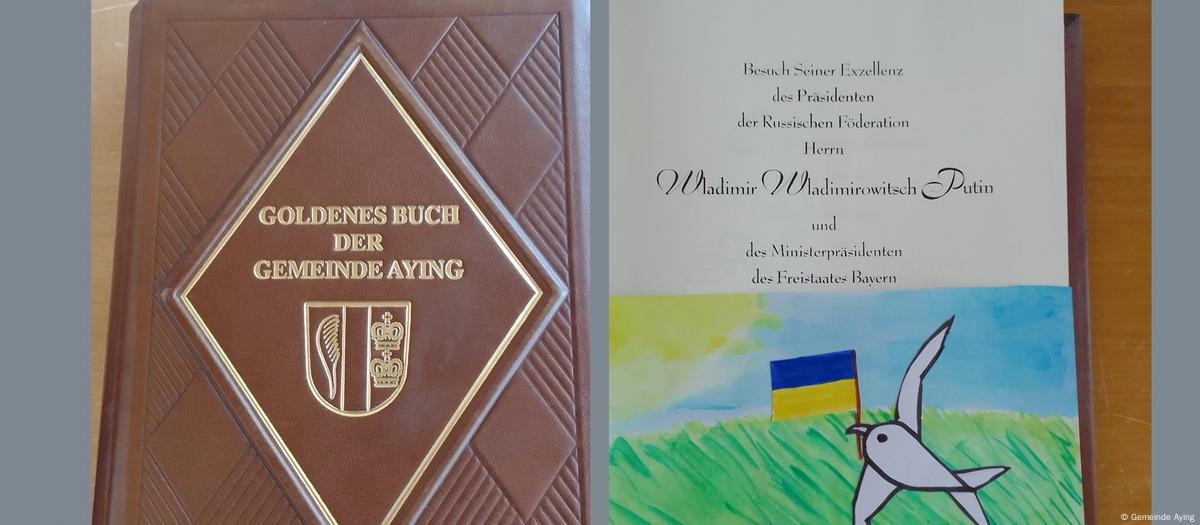 GOLDENES BUCH
DER
GEMEINDE AYING
Besuch Seiner Exzellenz
des Präsidenten
der Russischen Föderation
Herrn
Wladimir Wladimirowitsch Putin
und
des Ministerpräsidenten
des Freistaates Bayern
© Gemeinde Aying